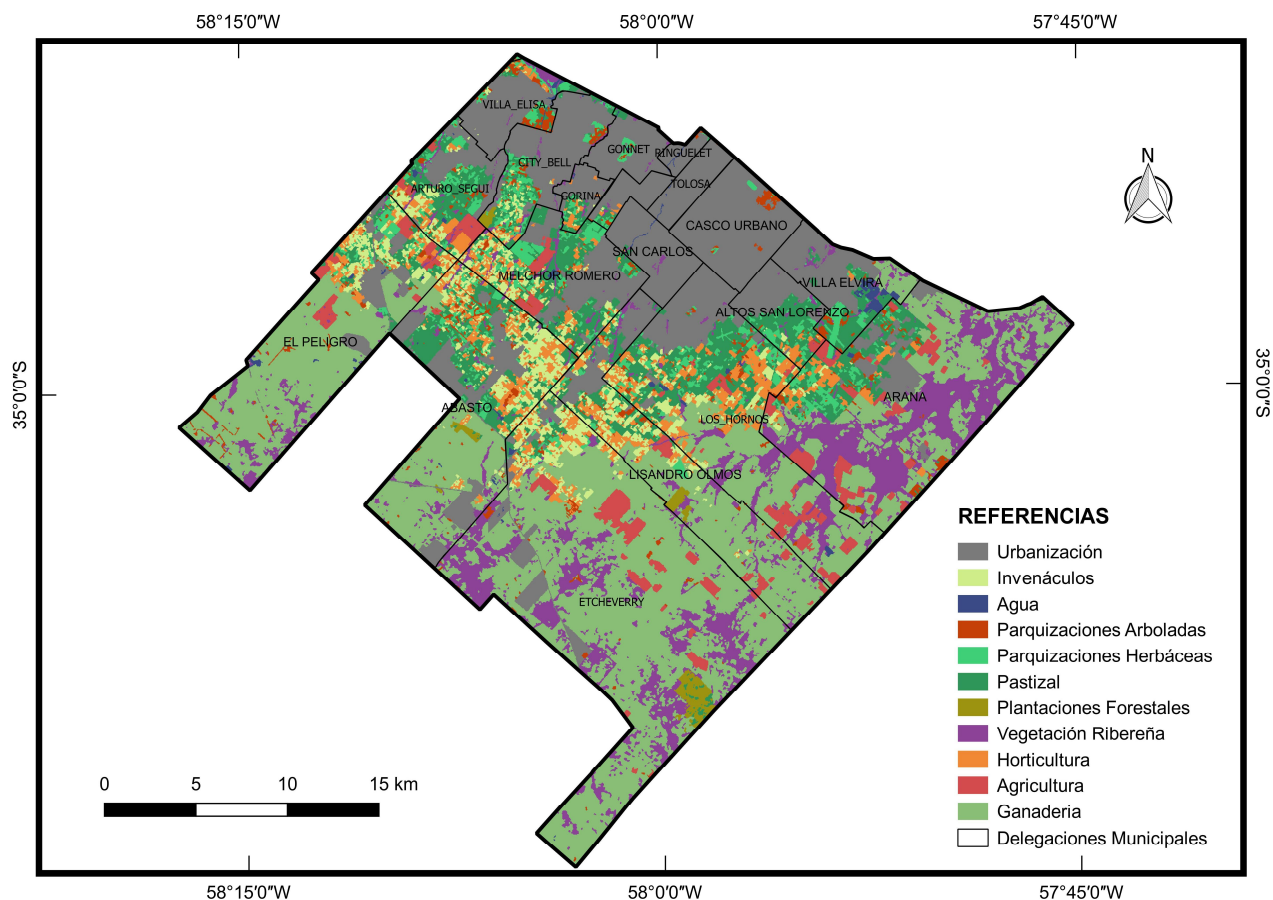 58°15′0″W
58°0′0″W
57°45′0″W
N
VILLA_ELISA
GONNET
RINGUELET
CITY_BELL
TOLOSA
ARTURO_SEGUI
GORINA
CASCO URBANO
SAN CARLOS
MELCHOR ROMERO
VILLA ELVIRA
ALTOS SAN LORENZO
EL PELIGRO
35°0′0″S
35°0′0″S
ABASTO
ARANA
LOS_HORNOS
LISANDRO OLMOS
ETCHEVERRY
REFERENCIAS
Urbanización
Invenáculos
Agua
Parquizaciones Arboladas
Parquizaciones Herbáceas
Pastizal
Plantaciones Forestales
Vegetación Ribereña
Horticultura
Agricultura
Ganaderia
Delegaciones Municipales
0 5 10 15 km
58°15′0″W
58°0′0″W
57°45′0″W